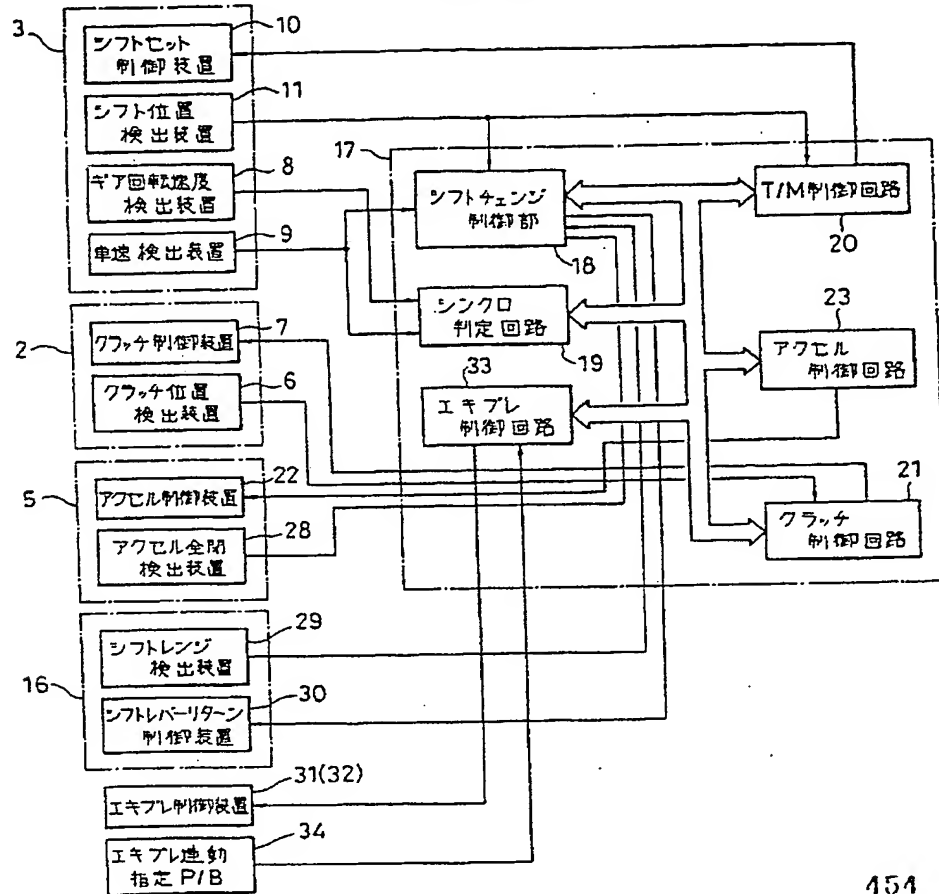 3
10
シフトセット
制御装置
11
シフト位置
検出装置
8
ギア回転速度
検出装置
9
車速検出装置
2
7
クラッチ制御装置
6
クラッチ位置
検出装置
5
22
アクセル制御装置
28
アクセル全閉
検出装置
16
29
シフトレンジ
検出装置
30
シフトレバーリターン
制御装置
31(32)
エキブレ制御装置
34
エキブレ連動
指定P/B
17
シフトチェンジ
制御部
18
シンクロ
判定回路
19
33
エキブレ
制御回路
T/M制御回路
20
23
アクセル
制御回路
21
クラッチ
制御回路
454